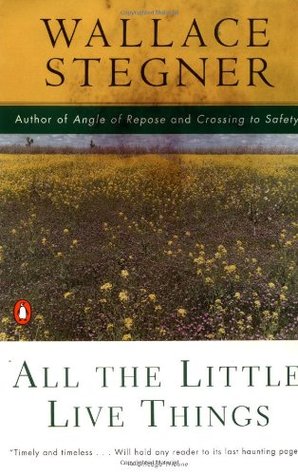 WALLACE
STEGNER
Author of Angle of Repose and Crossing to Safety
ALL THE LITTLE
LIVE THINGS
"Timely and timeless . . . Will hold any reader to its last haunting page